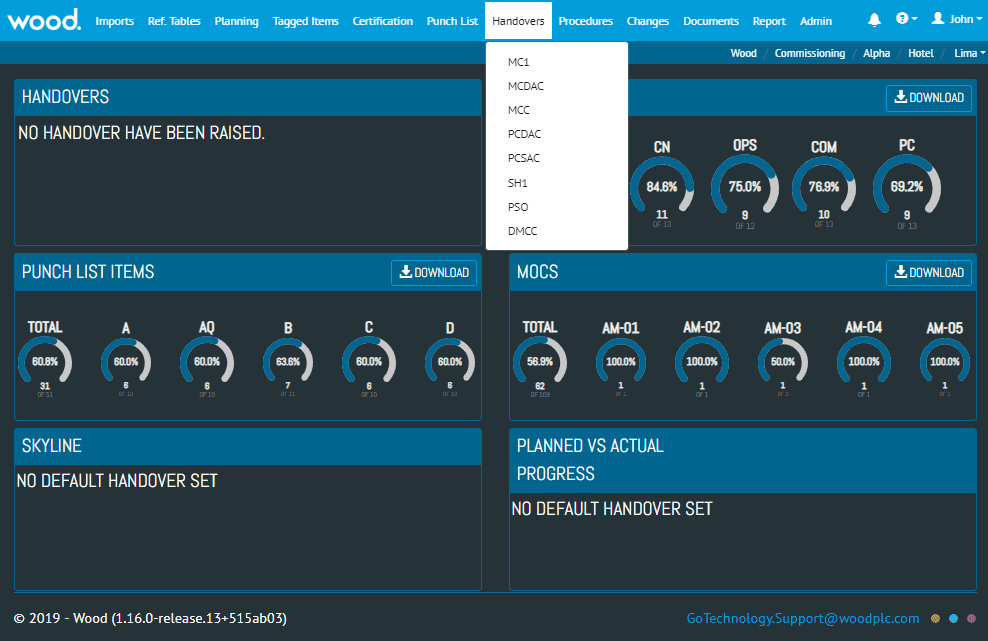 wood.
Imports Ref. Tables Planning Tagged Items Certification Punch List Handovers Procedures Changes Documents Report Admin ? John
Wood / Commissioning / Alpha / Hotel / Lima
MC1
MCDAC
MCC
PCDAC
PCSAC
SH1
PSO
DMCC
HANDOVERS
NO HANDOVER HAVE BEEN RAISED.
DOWNLOAD
CN OPS COM PC
84.6% 75.0% 76.9% 69.2%
11 9 10 9
OF 13 OF 12 OF 13 OF 13
PUNCH LIST ITEMS DOWNLOAD
TOTAL A AQ B C D
60.8% 60.0% 60.0% 63.6% 60.0% 60.0%
31 6 6 7 6 6
OF 51 OF 10 OF 10 OF 11 OF 10 OF 10
MOCS DOWNLOAD
TOTAL AM-01 AM-02 AM-03 AM-04 AM-05
56.9% 100.0% 100.0% 50.0% 100.0% 100.0%
62 1 1 1 1 1
OF 109 OF 1 OF 1 OF 2 OF 1 OF 1
SKYLINE
NO DEFAULT HANDOVER SET
PLANNED VS ACTUAL
PROGRESS
NO DEFAULT HANDOVER SET
© 2019 - Wood (1.16.0-release.13+515ab03) GoTechnology.Support@woodplc.com